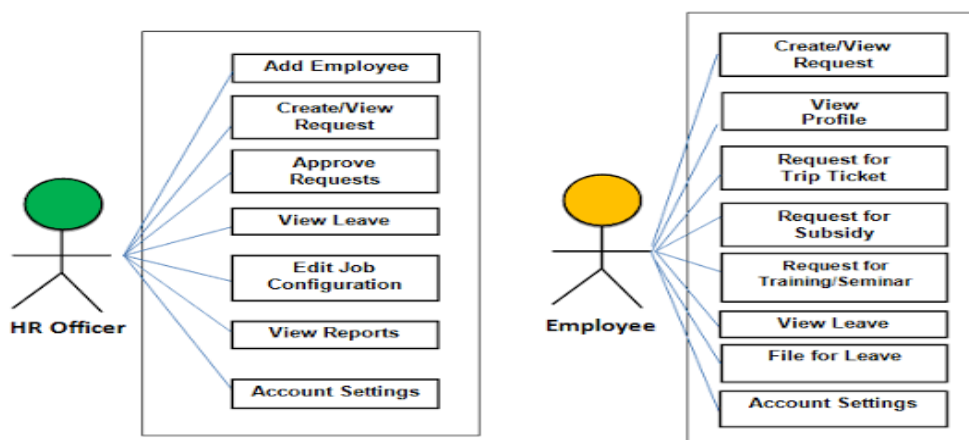 Add Employee
Create/View
Request
Approve
Requests
View Leave
Edit Job
Configuration
View Reports
Account Settings
HR Officer
Create/View
Request
View
Profile
Request for
Trip Ticket
Request for
Subsidy
Request for
Training/Seminar
View Leave
File for Leave
Account Settings
Employee